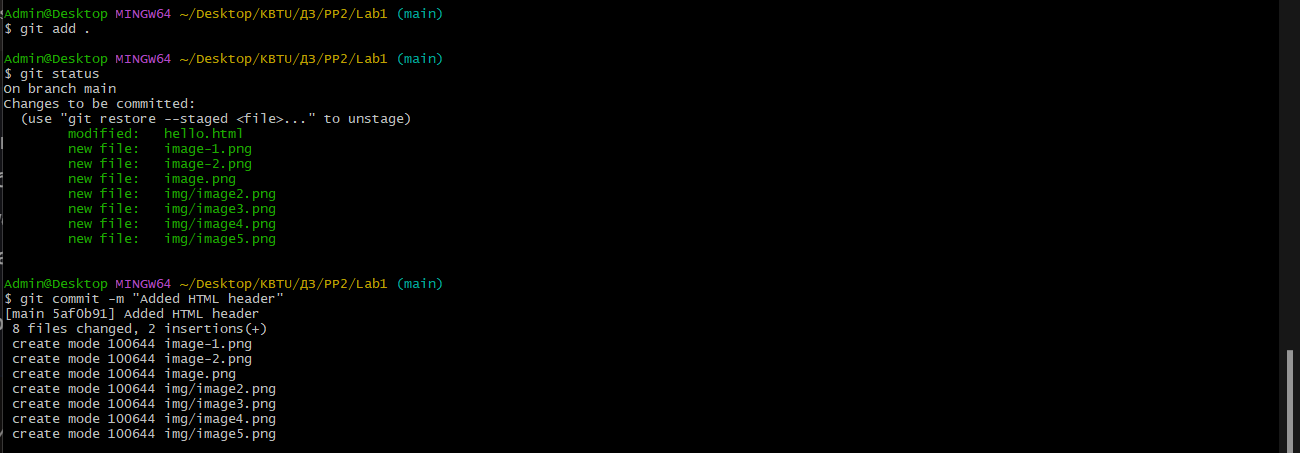 Admin@Desktop MINGW64 ~/Desktop/KBTU/ДЗ/PP2/Lab1 (main)
$ git add .
Admin@Desktop MINGW64 ~/Desktop/KBTU/ДЗ/PP2/Lab1 (main)
$ git status
On branch main
Changes to be committed:
  (use "git restore --staged <file>..." to unstage)
        modified:   hello.html
        new file:   image-1.png
        new file:   image-2.png
        new file:   image.png
        new file:   img/image2.png
        new file:   img/image3.png
        new file:   img/image4.png
        new file:   img/image5.png
Admin@Desktop MINGW64 ~/Desktop/KBTU/ДЗ/PP2/Lab1 (main)
$ git commit -m "Added HTML header"
[main 5af0b91] Added HTML header
 8 files changed, 2 insertions(+)
 create mode 100644 image-1.png
 create mode 100644 image-2.png
 create mode 100644 image.png
 create mode 100644 img/image2.png
 create mode 100644 img/image3.png
 create mode 100644 img/image4.png
 create mode 100644 img/image5.png